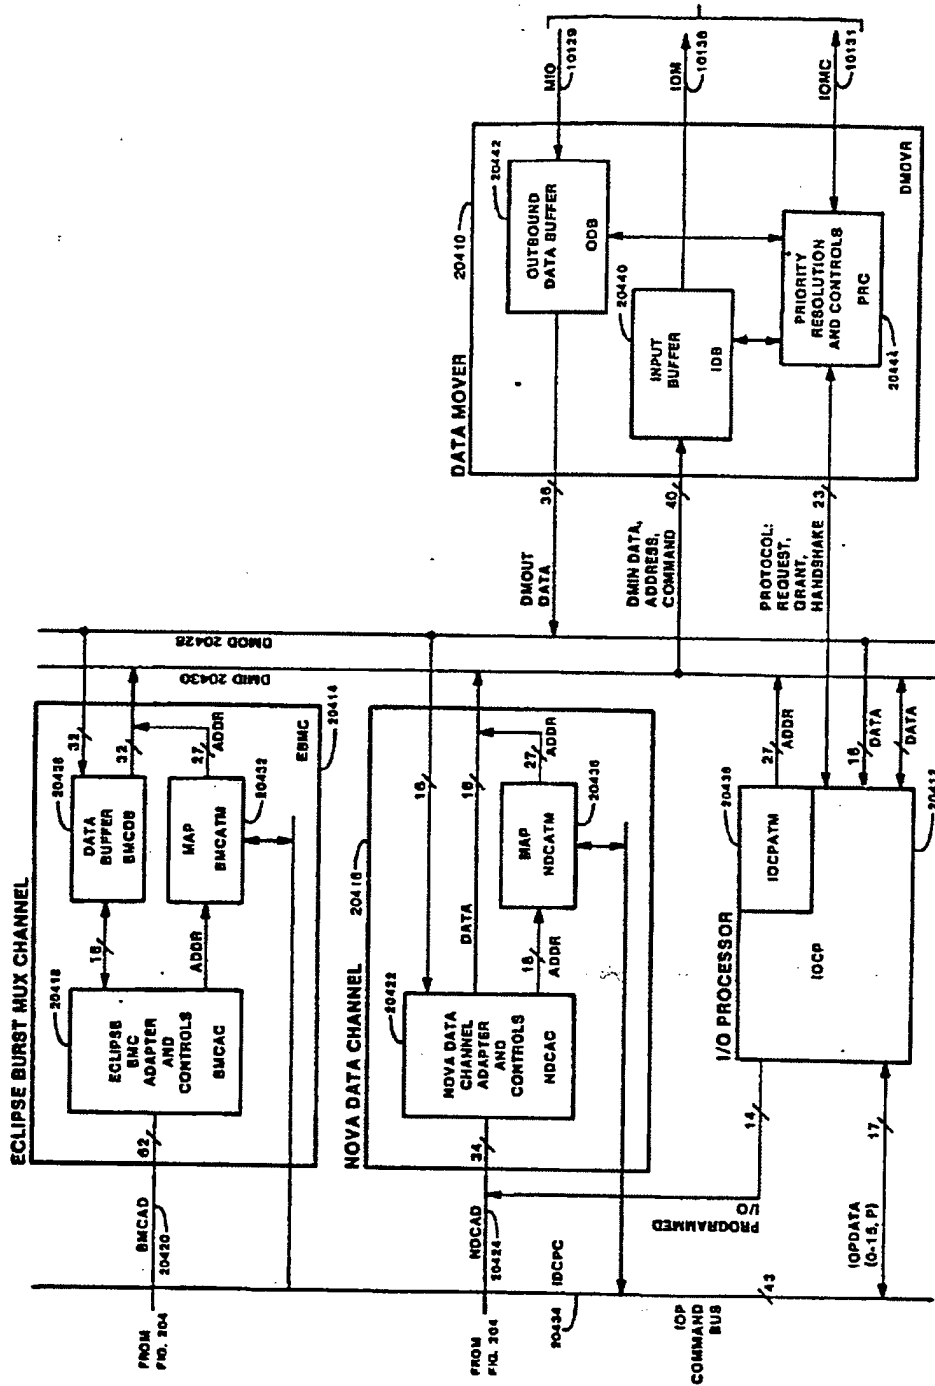 ECLIPSE BURST MUX CHANNEL
FROM
FIG. 204
BMCAD
20420
62
20418
ECLIPSE
BMC
ADAPTER
AND
CONTROLS
BMCAC
16
ADDR
20426
DATA
BUFFER
BMCDB
MAP
BMCATM
20432
32
32
27
ADDR
EBMC
20414
DMID 20430
DMOD 20428
NOVA DATA CHANNEL
20416
FROM
FIG. 204
NDCAD
20424
34
20422
NOVA DATA
CHANNEL
ADAPTER
AND
CONTROLS
NDCAC
16
DATA
16
16
ADDR
MAP
NDCATM
20436
27
ADDR
IDCPC
20434
IOP
COMMAND
BUS
43
PROGRAMMED
I/O
14
IOPDATA
(0-15, P)
17
I/O PROCESSOR
IOCP
IOCPATM
20438
27
ADDR
16
DATA
DATA
DMOUT
DATA
36
DMIN DATA,
ADDRESS,
COMMAND
40
PROTOCOL:
REQUEST,
GRANT,
HANDSHAKE
23
DATA MOVER
20410
20442
OUTBOUND
DATA BUFFER
ODB
20440
INPUT
BUFFER
IDB
PRIORITY
RESOLUTION
AND CONTROLS
PRC
20444
DMOVR
MIO
10129
IOM
10130
IOMC
10131